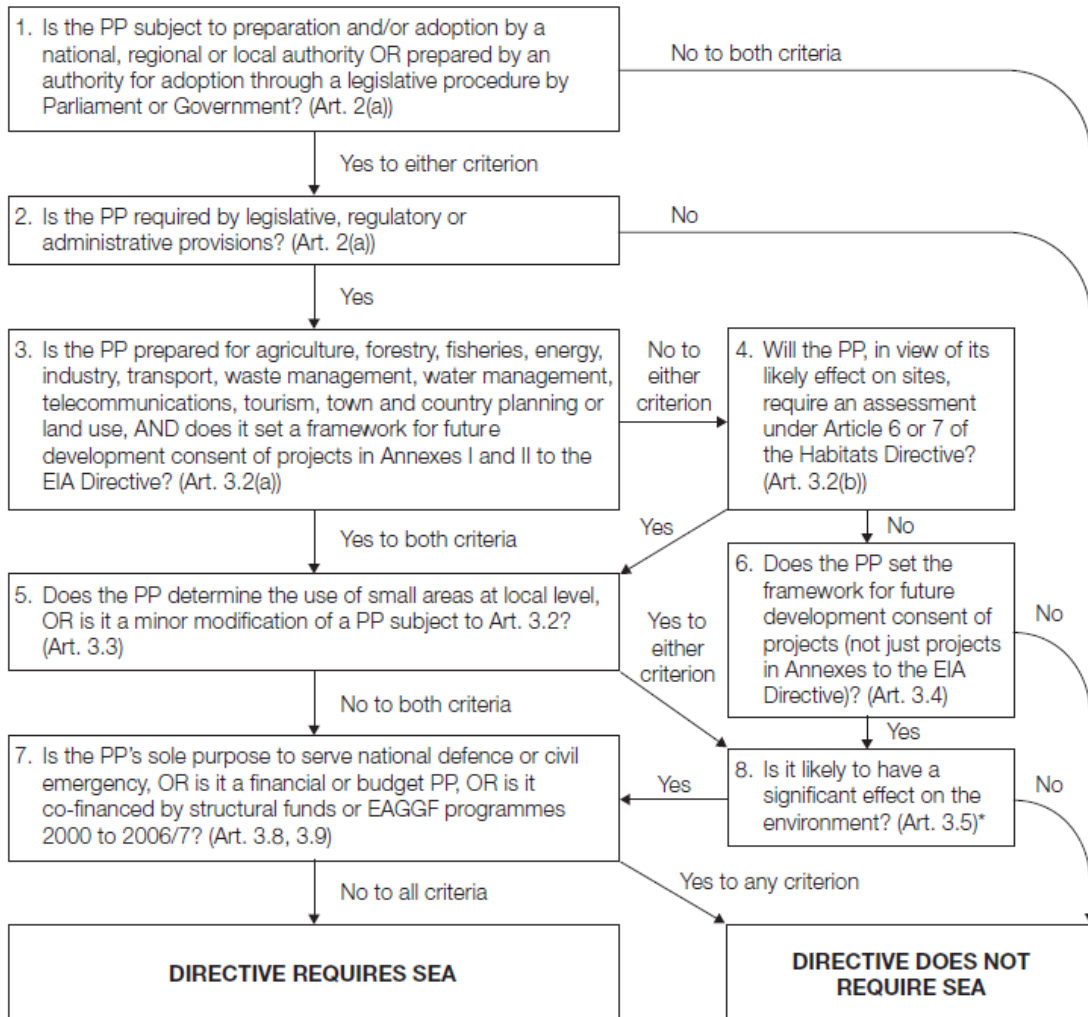 1. Is the PP subject to preparation and/or adoption by a
national, regional or local authority OR prepared by an
authority for adoption through a legislative procedure by
Parliament or Government? (Art. 2(a))
No to both criteria
Yes to either criterion
2. Is the PP required by legislative, regulatory or
administrative provisions? (Art. 2(a))
No
Yes
3. Is the PP prepared for agriculture, forestry, fisheries, energy,
industry, transport, waste management, water management,
telecommunications, tourism, town and country planning or
land use, AND does it set a framework for future
development consent of projects in Annexes I and II to the
EIA Directive? (Art. 3.2(a))
No to
either
criterion
4. Will the PP, in view of its
likely effect on sites,
require an assessment
under Article 6 or 7 of
the Habitats Directive?
(Art. 3.2(b))
Yes to both criteria
Yes
No
5. Does the PP determine the use of small areas at local level,
OR is it a minor modification of a PP subject to Art. 3.2?
(Art. 3.3)
Yes to
either
criterion
6. Does the PP set the
framework for future
development consent of
projects (not just projects
in Annexes to the EIA
Directive)? (Art. 3.4)
No
No to both criteria
Yes
7. Is the PP's sole purpose to serve national defence or civil
emergency, OR is it a financial or budget PP, OR is it
co-financed by structural funds or EAGGF programmes
2000 to 2006/7? (Art. 3.8, 3.9)
Yes
8. Is it likely to have a
significant effect on the
environment? (Art. 3.5)*
No
No to all criteria
Yes to any criterion
DIRECTIVE REQUIRES SEA
DIRECTIVE DOES NOT
REQUIRE SEA